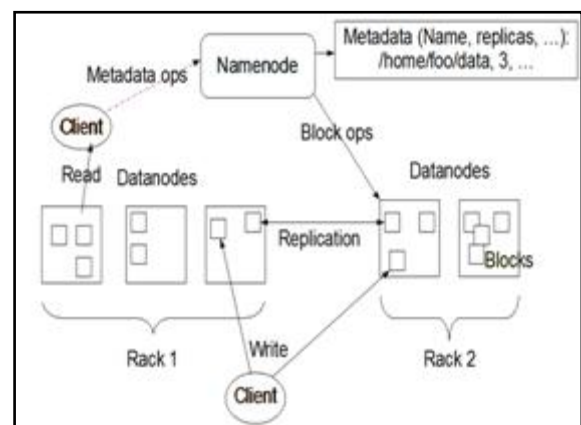 Metadata (Name, replicas, …):
/home/foo/data, 3, …
Namenode
Metadata ops
Client
Block ops
Read
Datanodes
Datanodes
Replication
Blocks
Rack 1
Write
Rack 2
Client